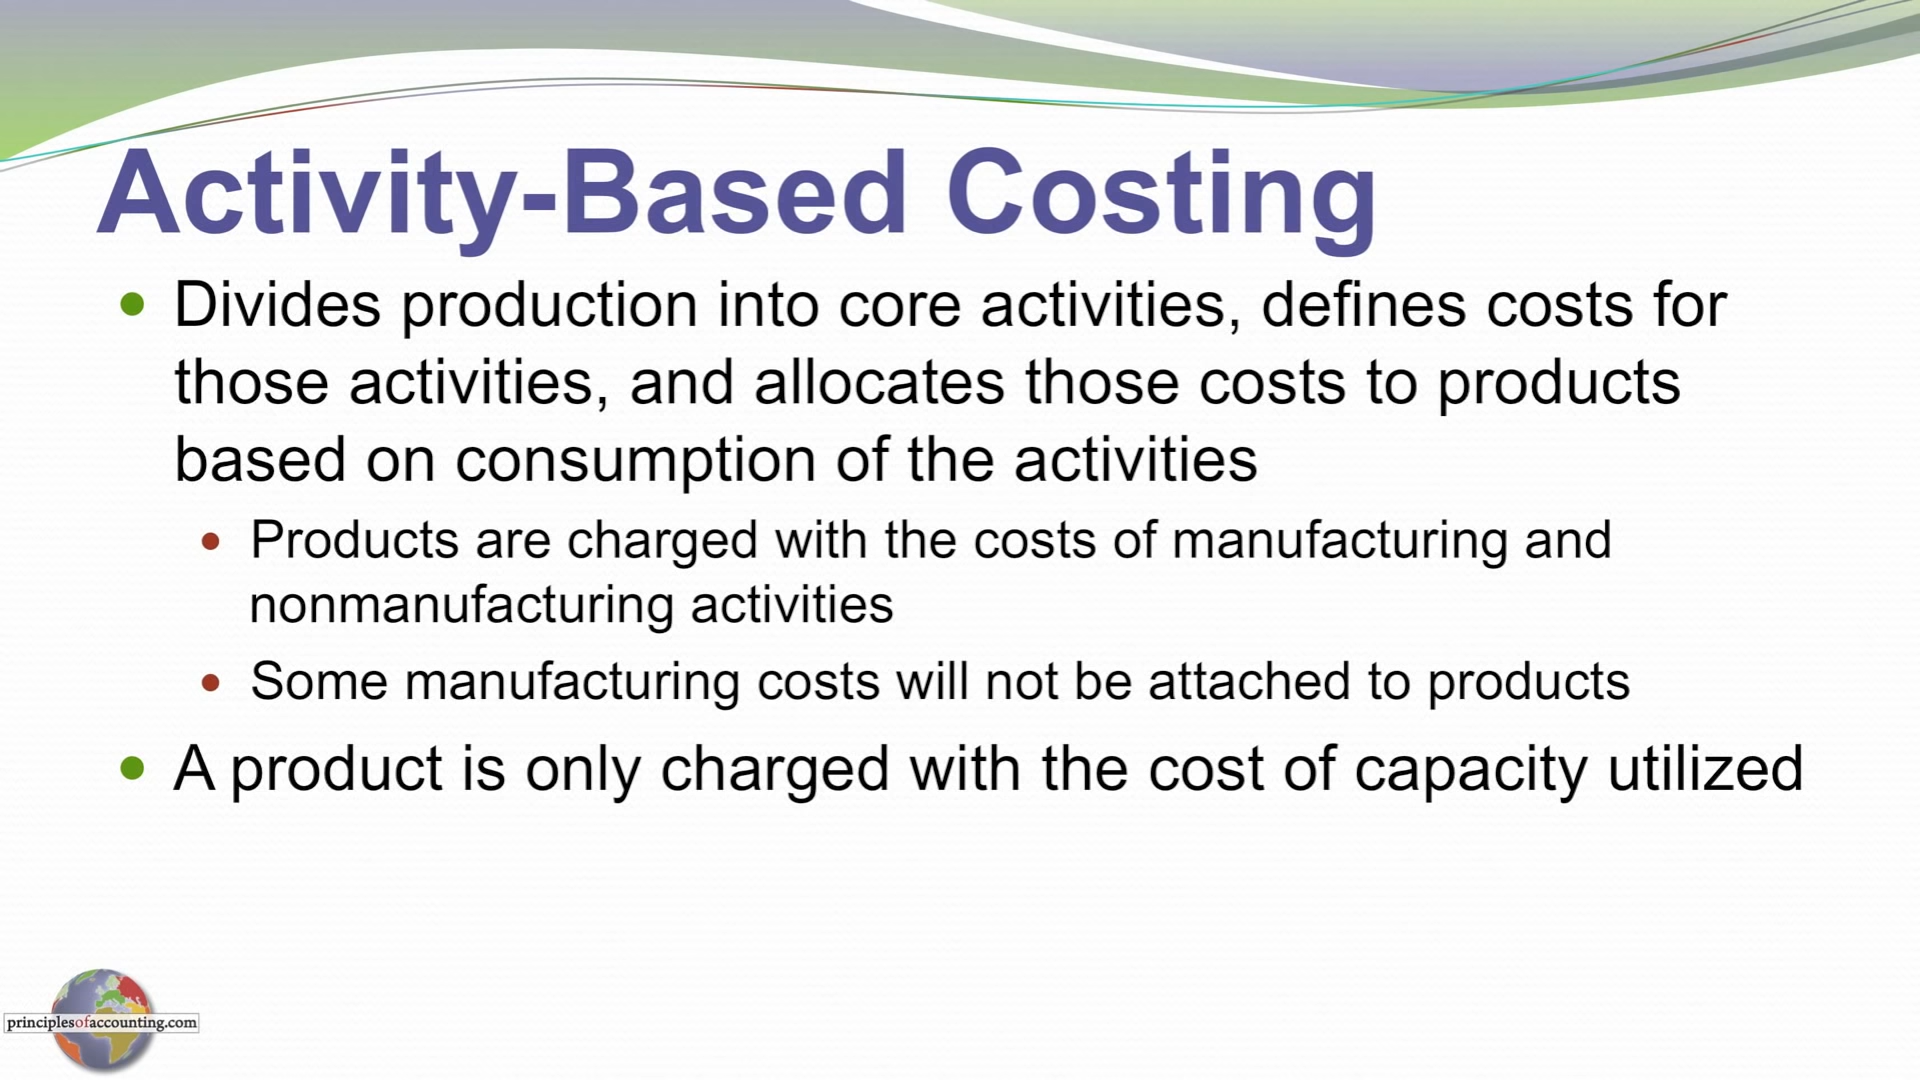 Activity-Based Costing
• Divides production into core activities, defines costs for
those activities, and allocates those costs to products
based on consumption of the activities
• Products are charged with the costs of manufacturing and
nonmanufacturing activities
• Some manufacturing costs will not be attached to products
• A product is only charged with the cost of capacity utilized
principlesofaccounting.com